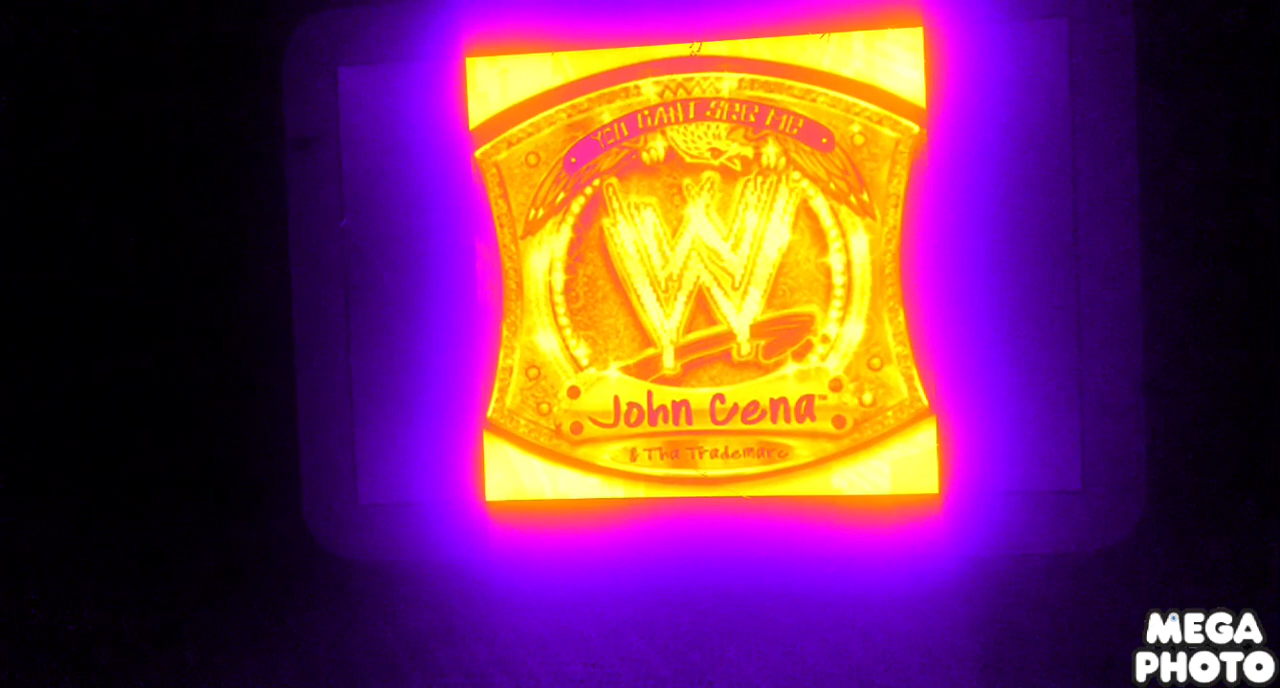 YOU CAN'T SEE ME
W
John Cena™
& Tha Trademarc
MEGA
PHOTO